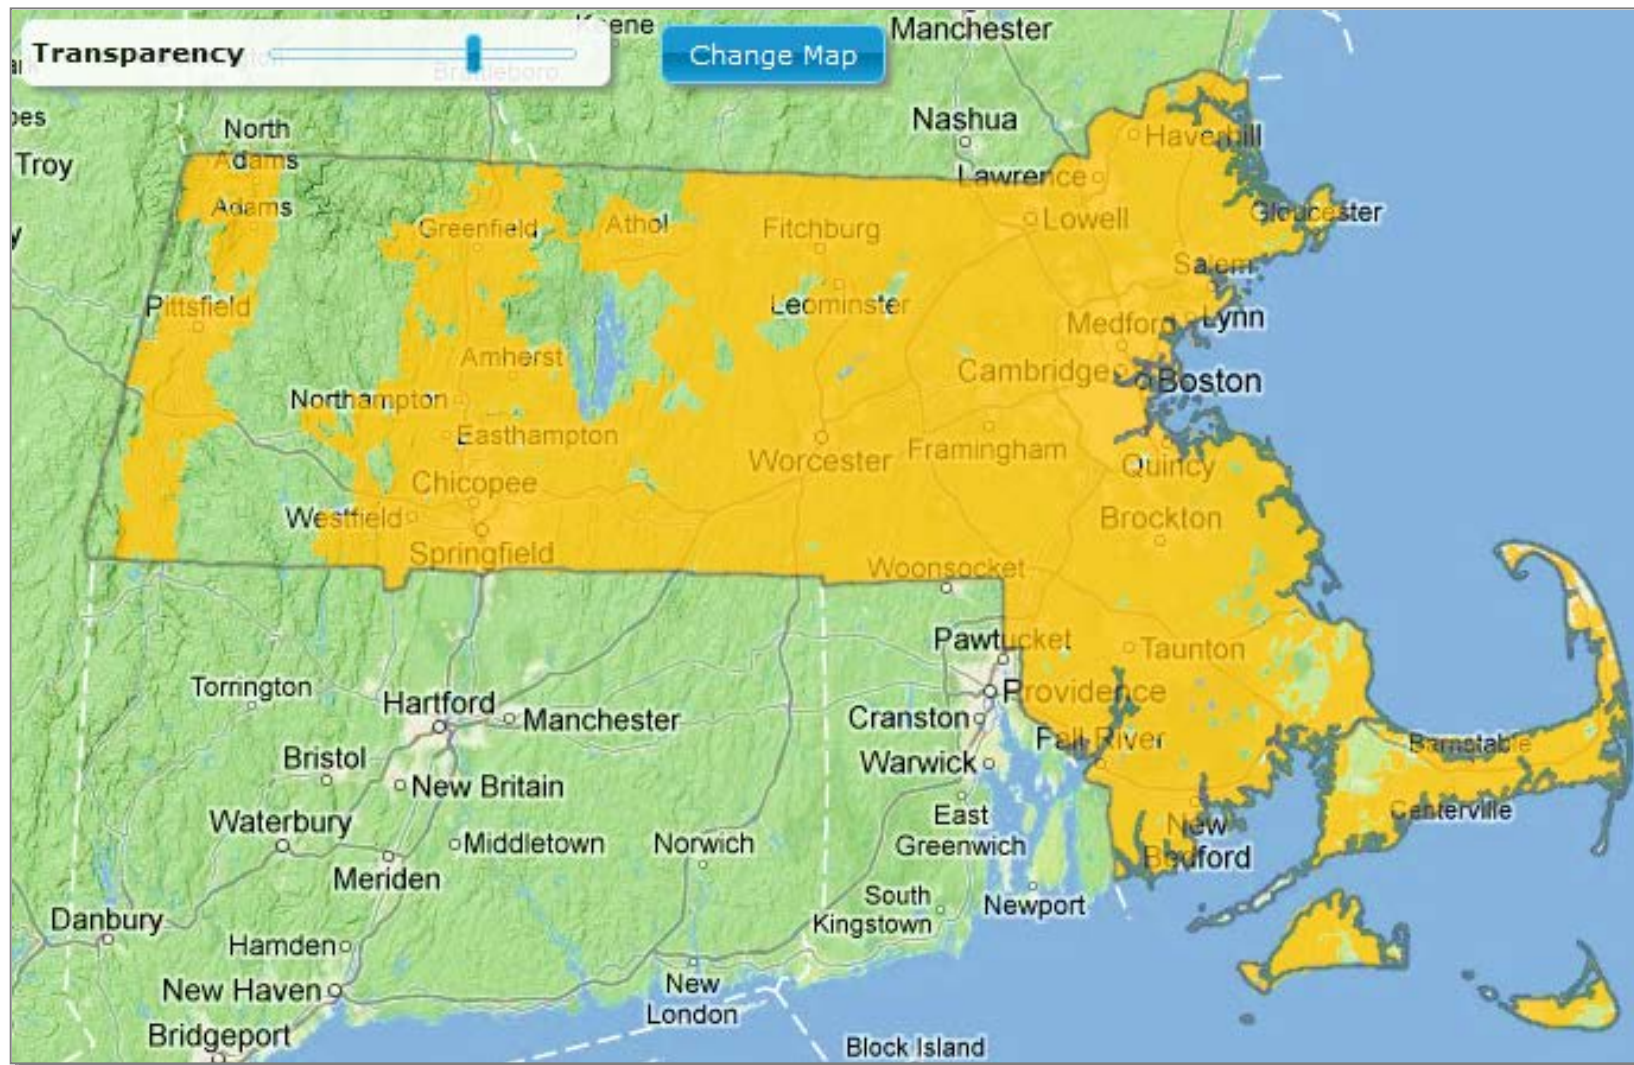 Keene
Manchester
Transparency
Change Map
Brattleboro
Nashua
North
Adams
Haverhill
Troy
Lawrence
Adams
Gloucester
Greenfield
Athol
Fitchburg
Lowell
Salem
Pittsfield
Leominster
Medford
Lynn
Amherst
Cambridge
Boston
Northampton
Easthampton
Framingham
Worcester
Quincy
Chicopee
Westfield
Brockton
Springfield
Woonsocket
Pawtucket
Taunton
Torrington
Providence
Hartford
Manchester
Cranston
Fall River
Barnstable
Bristol
Warwick
New Britain
Centerville
Waterbury
East
Greenwich
New
Bedford
Middletown
Norwich
Meriden
South
Kingstown
Newport
Danbury
Hamden
New Haven
New
London
Bridgeport
Block Island